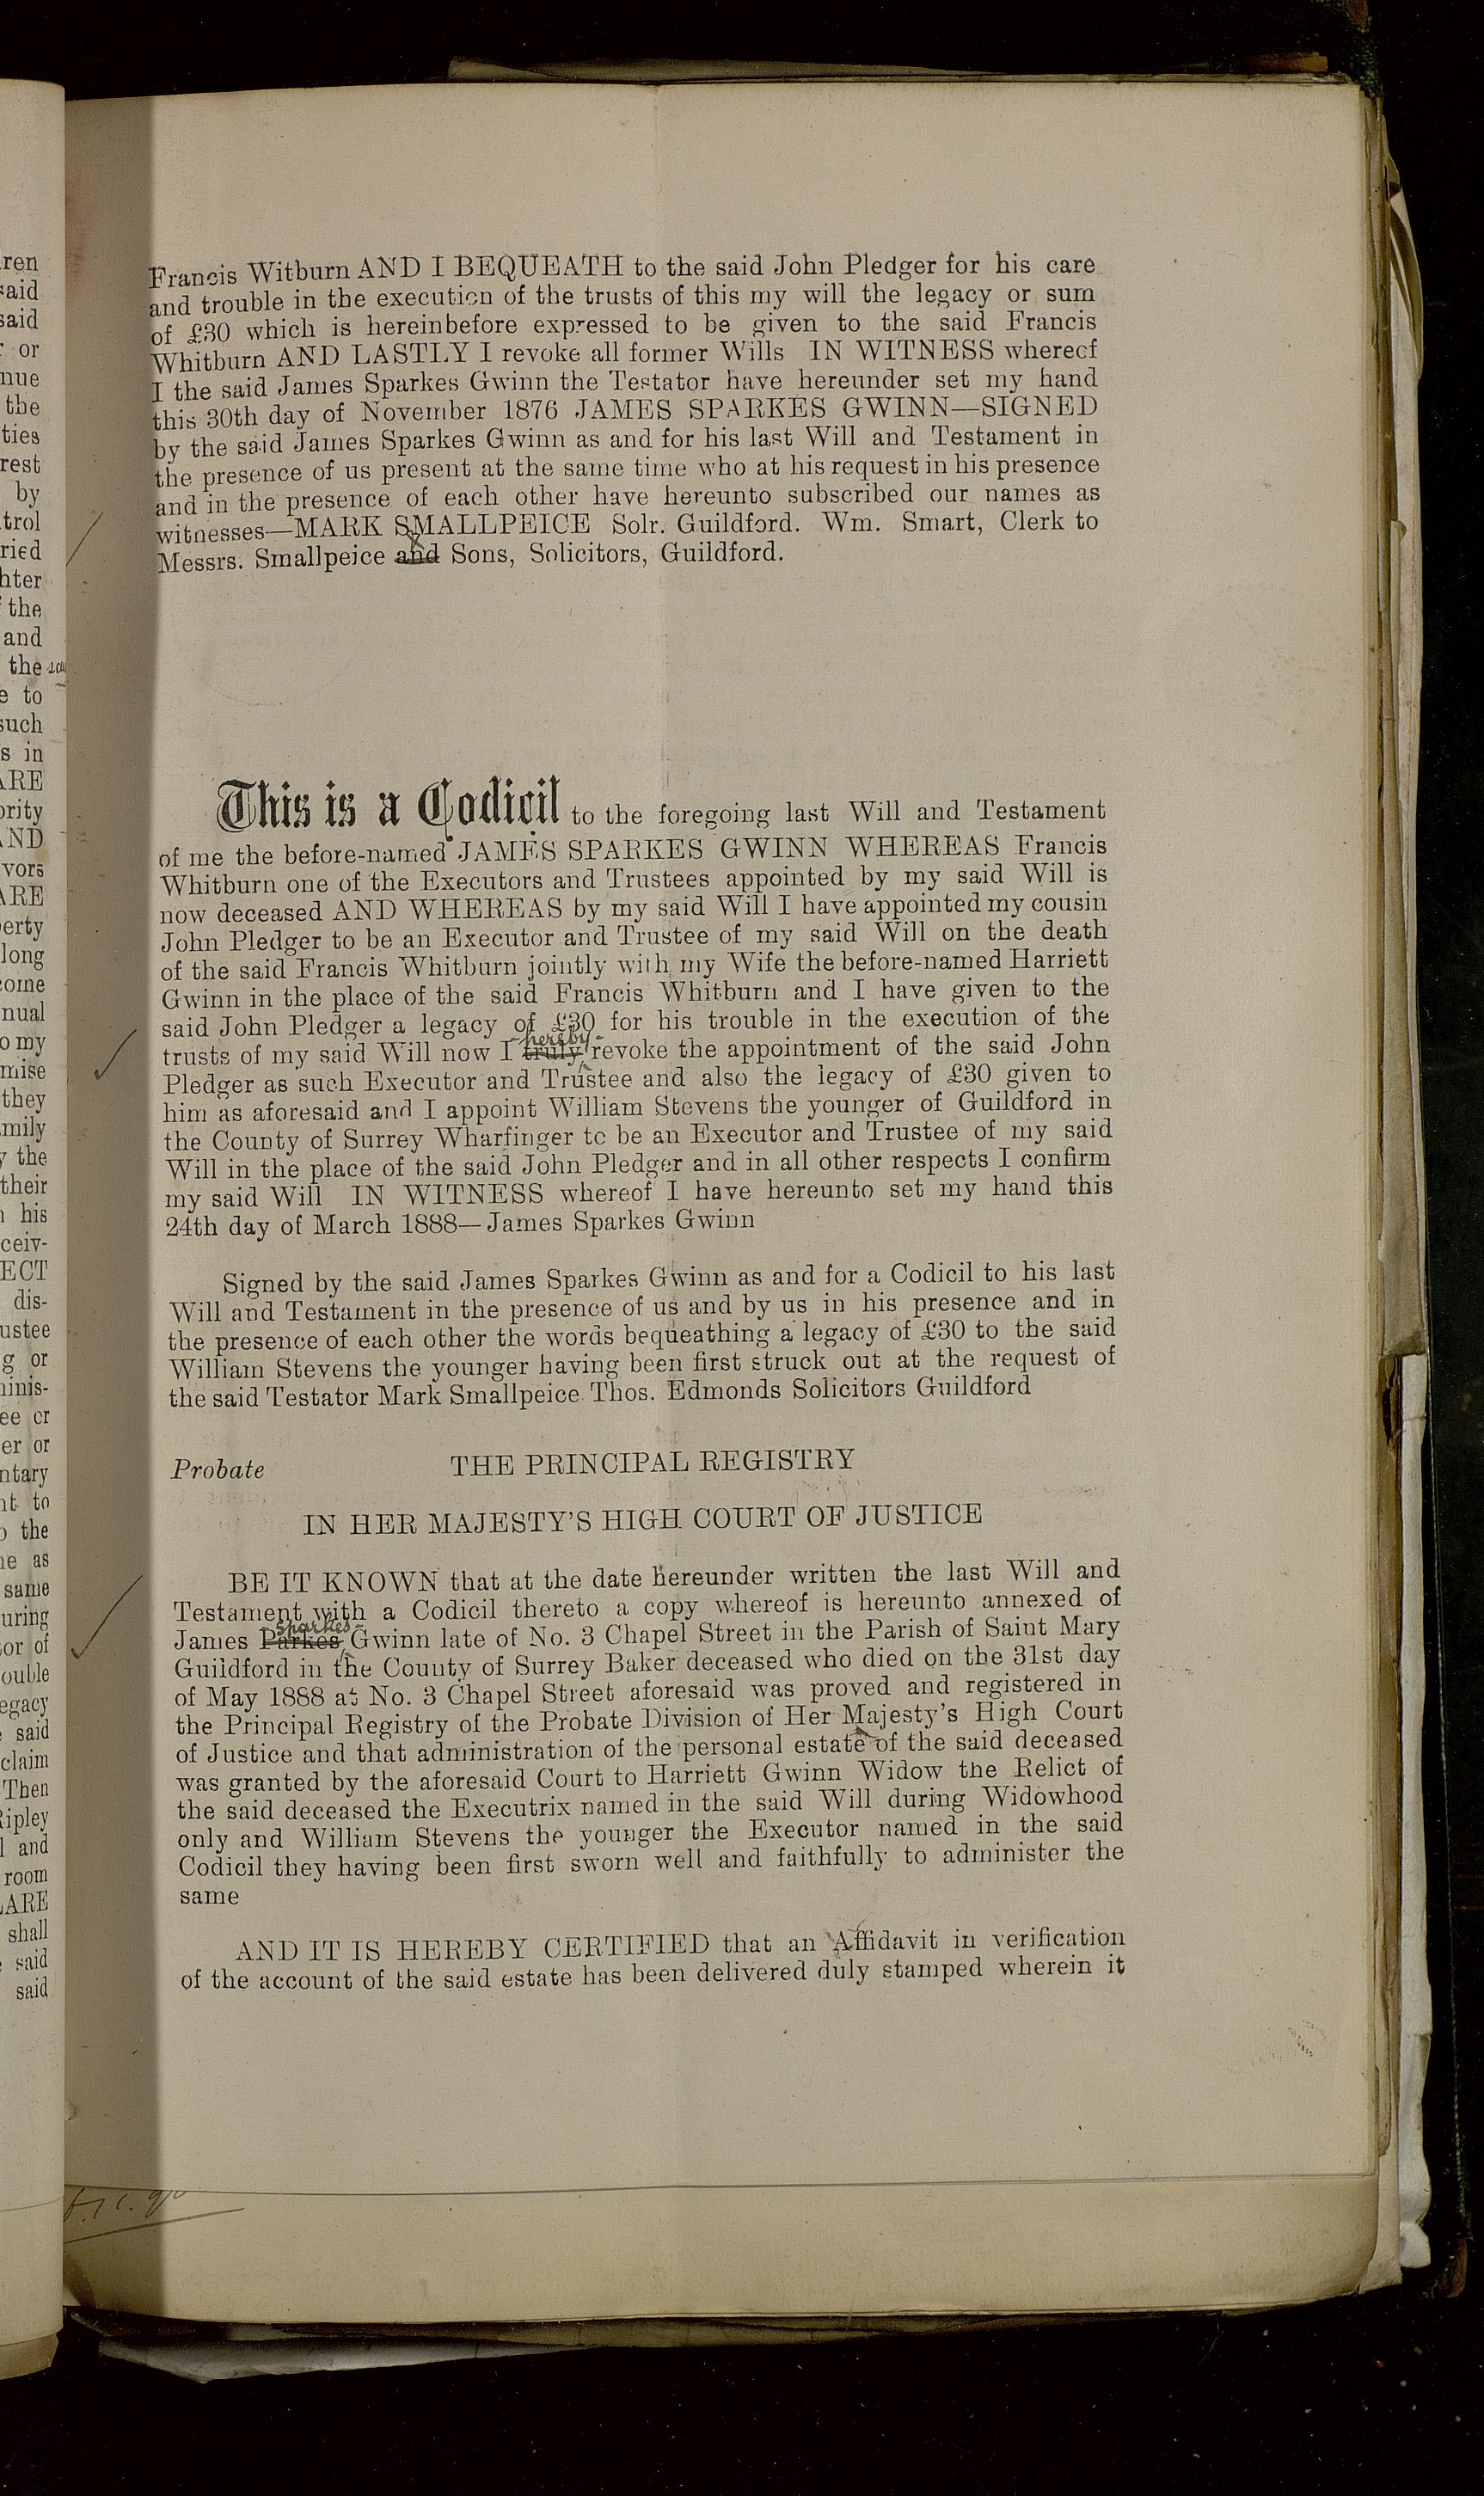 Francis Witburn AND I BEQUEATH to the said John Pledger for his care
and trouble in the execution of the trusts of this my will the legacy or sum
of £30 which is hereinbefore expressed to be given to the said Francis
Whitburn AND LASTLY I revoke all former Wills IN WITNESS whereof
I the said James Sparkes Gwinn the Testator have hereunder set my hand
this 30th day of November 1876 JAMES SPARKES GWINN—SIGNED
by the said James Sparkes Gwinn as and for his last Will and Testament in
the presence of us present at the same time who at his request in his presence
and in the presence of each other have hereunto subscribed our names as
witnesses—MARK SMALLPEICE Solr. Guildford. Wm. Smart, Clerk to
Messrs. Smallpeice and Sons, Solicitors, Guildford.
This is a Codicil to the foregoing last Will and Testament
of me the before-named JAMES SPARKES GWINN WHEREAS Francis
Whitburn one of the Executors and Trustees appointed by my said Will is
now deceased AND WHEREAS by my said Will I have appointed my cousin
John Pledger to be an Executor and Trustee of my said Will on the death
of the said Francis Whitburn jointly with my Wife the before-named Harriett
Gwinn in the place of the said Francis Whitburn and I have given to the
said John Pledger a legacy of £30 for his trouble in the execution of the
hereby
trusts of my said Will now I truly revoke the appointment of the said John
Pledger as such Executor and Trustee and also the legacy of £30 given to
him as aforesaid and I appoint William Stevens the younger of Guildford in
the County of Surrey Wharfinger to be an Executor and Trustee of my said
Will in the place of the said John Pledger and in all other respects I confirm
my said Will IN WITNESS whereof I have hereunto set my hand this
24th day of March 1888—James Sparkes Gwinn
Signed by the said James Sparkes Gwinn as and for a Codicil to his last
Will and Testament in the presence of us and by us in his presence and in
the presence of each other the words bequeathing a legacy of £30 to the said
William Stevens the younger having been first struck out at the request of
the said Testator Mark Smallpeice Thos. Edmonds Solicitors Guildford
Probate THE PRINCIPAL REGISTRY
IN HER MAJESTY'S HIGH COURT OF JUSTICE
BE IT KNOWN that at the date hereunder written the last Will and
Testament with a Codicil thereto a copy whereof is hereunto annexed of
Sparkes
James Parkes Gwinn late of No. 3 Chapel Street in the Parish of Saint Mary
Guildford in the County of Surrey Baker deceased who died on the 31st day
of May 1888 at No. 3 Chapel Street aforesaid was proved and registered in
the Principal Registry of the Probate Division of Her Majesty's High Court
of Justice and that administration of the personal estate of the said deceased
was granted by the aforesaid Court to Harriett Gwinn Widow the Relict of
the said deceased the Executrix named in the said Will during Widowhood
only and William Stevens the younger the Executor named in the said
Codicil they having been first sworn well and faithfully to administer the
same
AND IT IS HEREBY CERTIFIED that an Affidavit in verification
of the account of the said estate has been delivered duly stamped wherein it